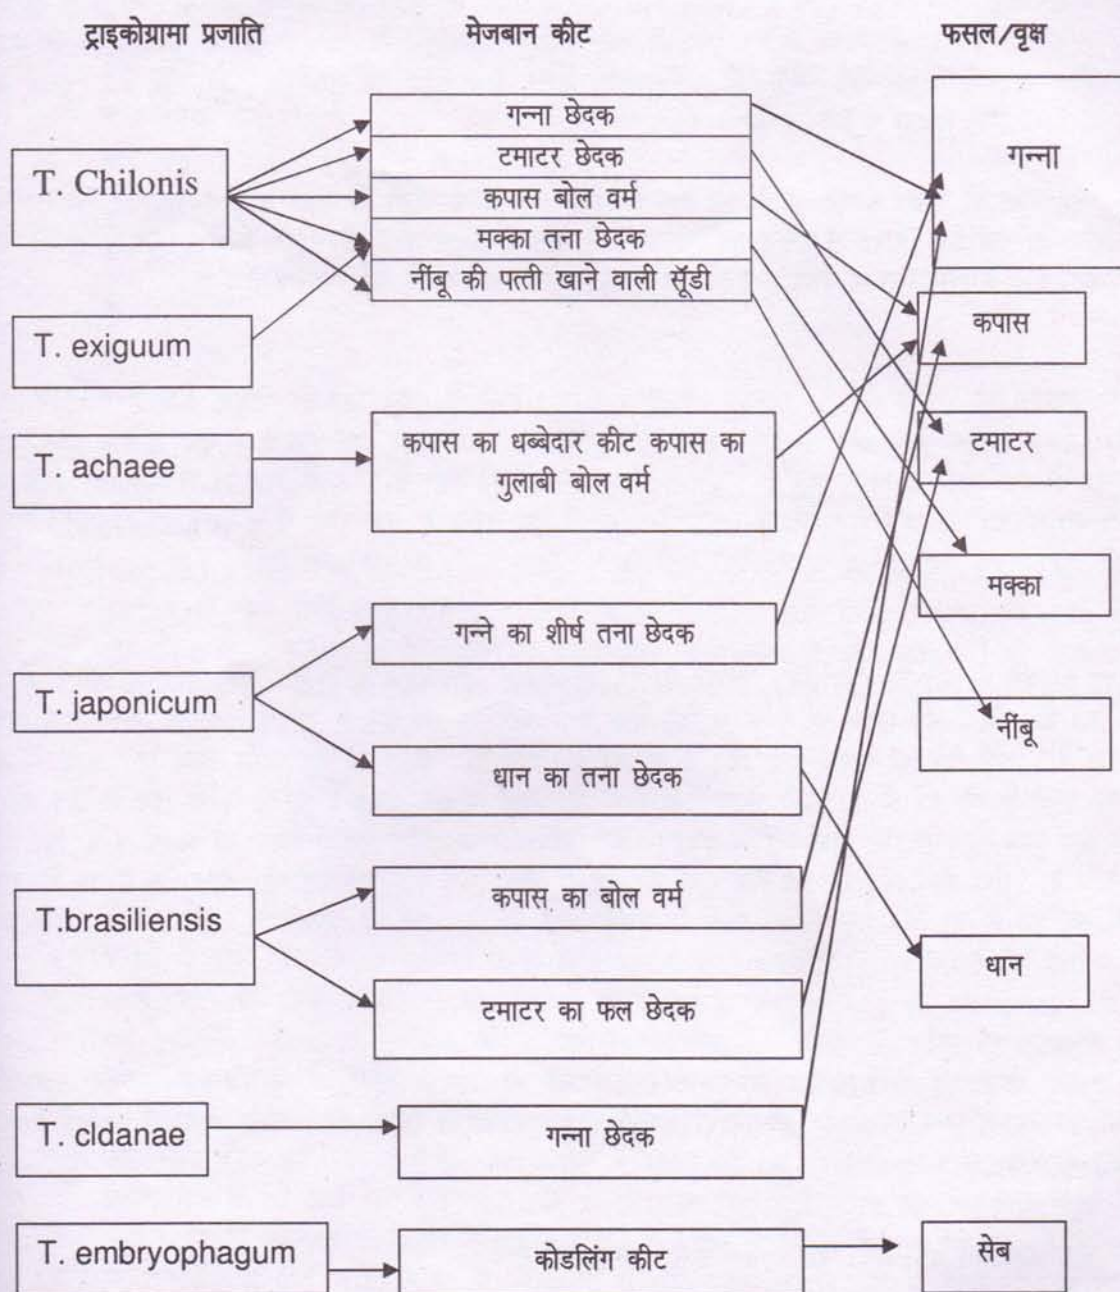 ट्राइकोग्रामा प्रजाति
मेजबान कीट
फसल/वृक्ष
T. Chilonis
T. exiguum
T. achaee
T. japonicum
T.brasiliensis
T. cldanae
T. embryophagum
गन्ना छेदक
टमाटर छेदक
कपास बोल वर्म
मक्का तना छेदक
नींबू की पत्ती खाने वाली सूँडी
कपास का धब्बेदार कीट कपास का
गुलाबी बोल वर्म
गन्ने का शीर्ष तना छेदक
धान का तना छेदक
कपास का बोल वर्म
टमाटर का फल छेदक
गन्ना छेदक
कोडलिंग कीट
गन्ना
कपास
टमाटर
मक्का
नींबू
धान
सेब